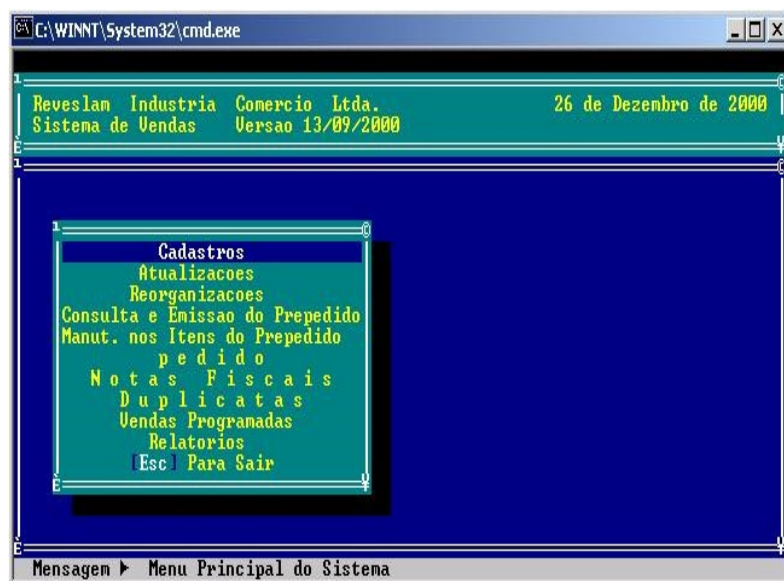 C:\WINNT\System32\cmd.exe
Reveslam Industria Comercio Ltda. 26 de Dezembro de 2000
Sistema de Vendas Versao 13/09/2000
Cadastros
Atualizacoes
Reorganizacoes
Consulta e Emissao do Prepedido
Manut. nos Itens do Prepedido
p e d i d o
N o t a s F i s c a i s
D u p l i c a t a s
Vendas Programadas
Relatorios
[Esc] Para Sair
Mensagem ► Menu Principal do Sistema